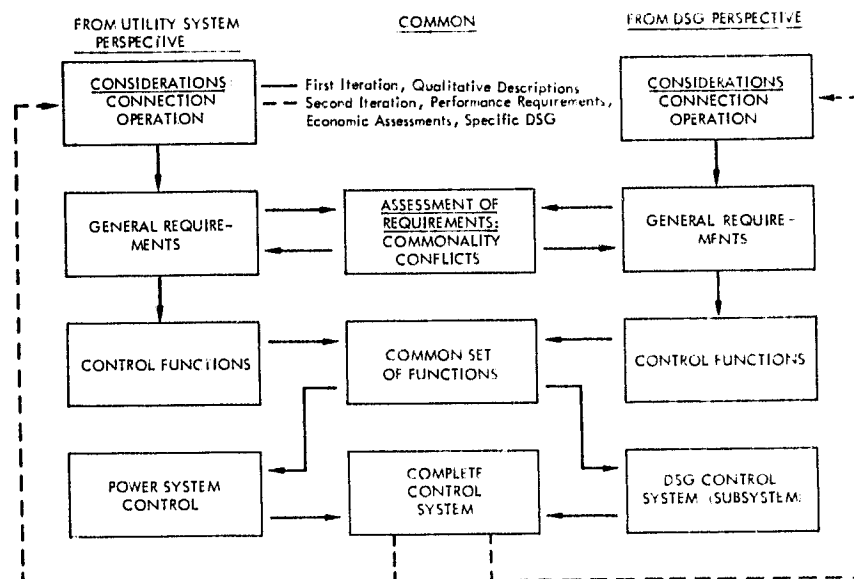 FROM UTILITY SYSTEM
PERSPECTIVE
COMMON
FROM DSG PERSPECTIVE
CONSIDERATIONS:
CONNECTION
OPERATION
First Iteration, Qualitative Descriptions
Second Iteration, Performance Requirements,
Economic Assessments, Specific DSG
CONSIDERATIONS
CONNECTION
OPERATION
GENERAL REQUIRE-
MENTS
ASSESSMENT OF
REQUIREMENTS:
COMMONALITY
CONFLICTS
GENERAL REQUIRE-
MENTS
CONTROL FUNCTIONS
COMMON SET
OF FUNCTIONS
CONTROL FUNCTIONS
POWER SYSTEM
CONTROL
COMPLETE
CONTROL
SYSTEM
DSG CONTROL
SYSTEM (SUBSYSTEM)